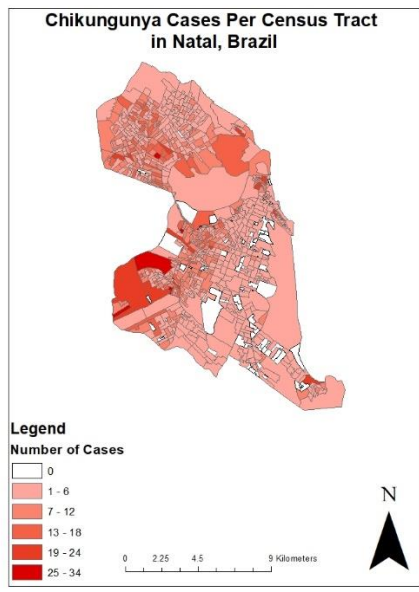 Chikungunya Cases Per Census Tract
in Natal, Brazil
Legend
Number of Cases
0
1 - 6
7 - 12
13 - 18
19 - 24
25 - 34
N
0 2.25 4.5 9 Kilometers